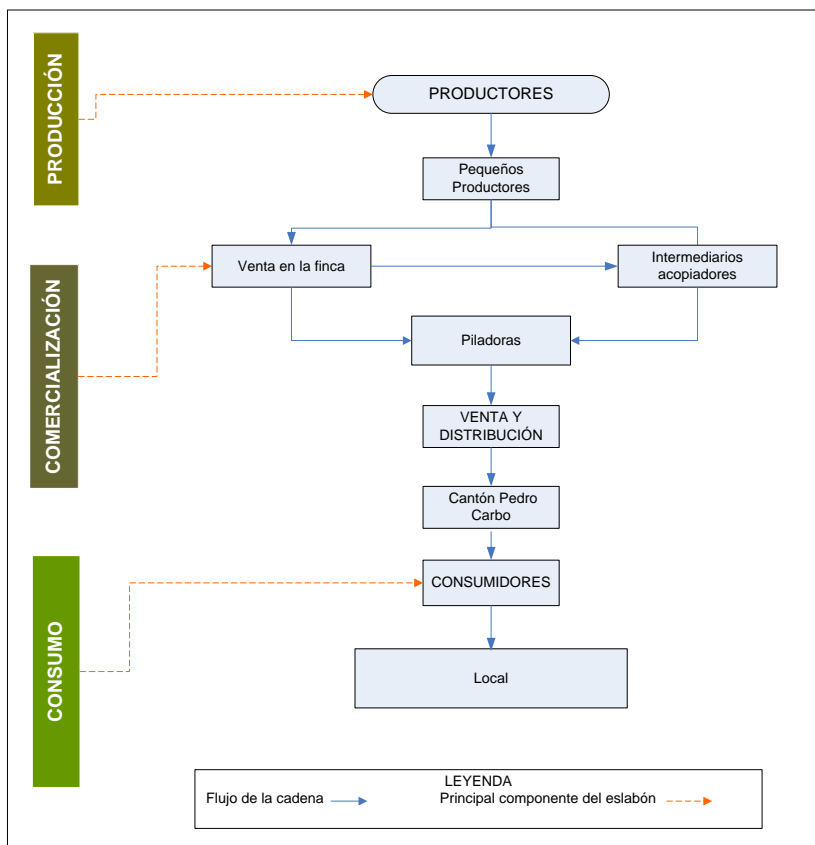 PRODUCCIÓN
PRODUCTORES
Pequeños
Productores
COMERCIALIZACIÓN
Venta en la finca
Intermediarios
acopiadores
Piladoras
VENTA Y
DISTRIBUCIÓN
Cantón Pedro
Carbo
CONSUMO
CONSUMIDORES
Local
LEYENDA
Flujo de la cadena
Principal componente del eslabón